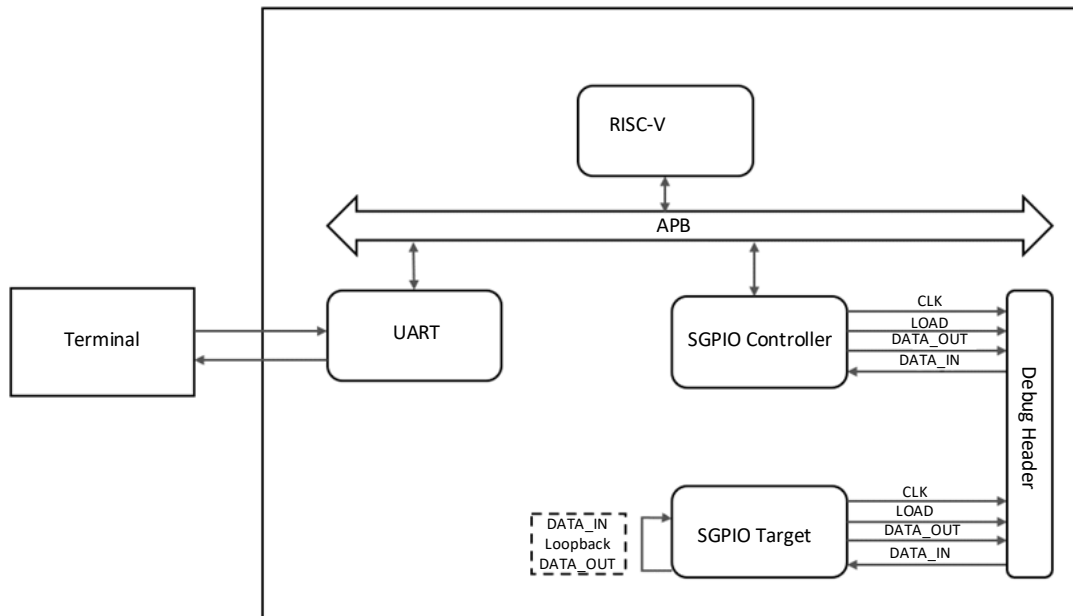 RISC-V
APB
Terminal
UART
SGPIO Controller
CLK
LOAD
DATA_OUT
DATA_IN
Debug Header
DATA_IN
Loopback
DATA_OUT
SGPIO Target
CLK
LOAD
DATA_OUT
DATA_IN